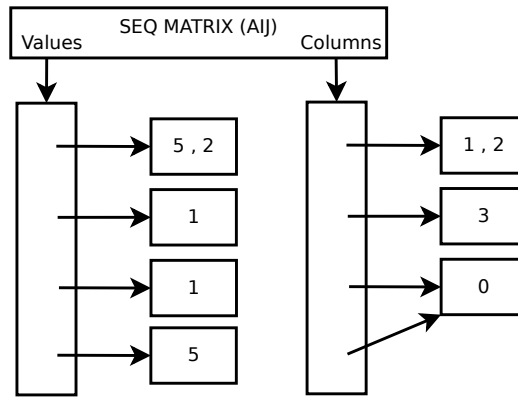 SEQ MATRIX (AIJ)
Values Columns
5 , 2 1 , 2
1 3
1 0
5